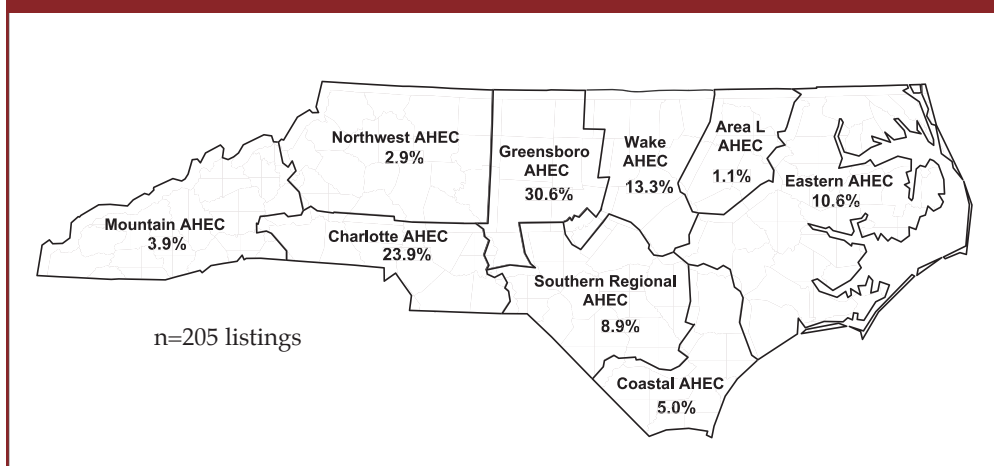 Northwest AHEC
2.9%
Greensboro
AHEC
30.6%
Wake
AHEC
13.3%
Area L
AHEC
1.1%
Eastern AHEC
10.6%
Mountain AHEC
3.9%
Charlotte AHEC
23.9%
Southern Regional
AHEC
8.9%
n=205 listings
Coastal AHEC
5.0%